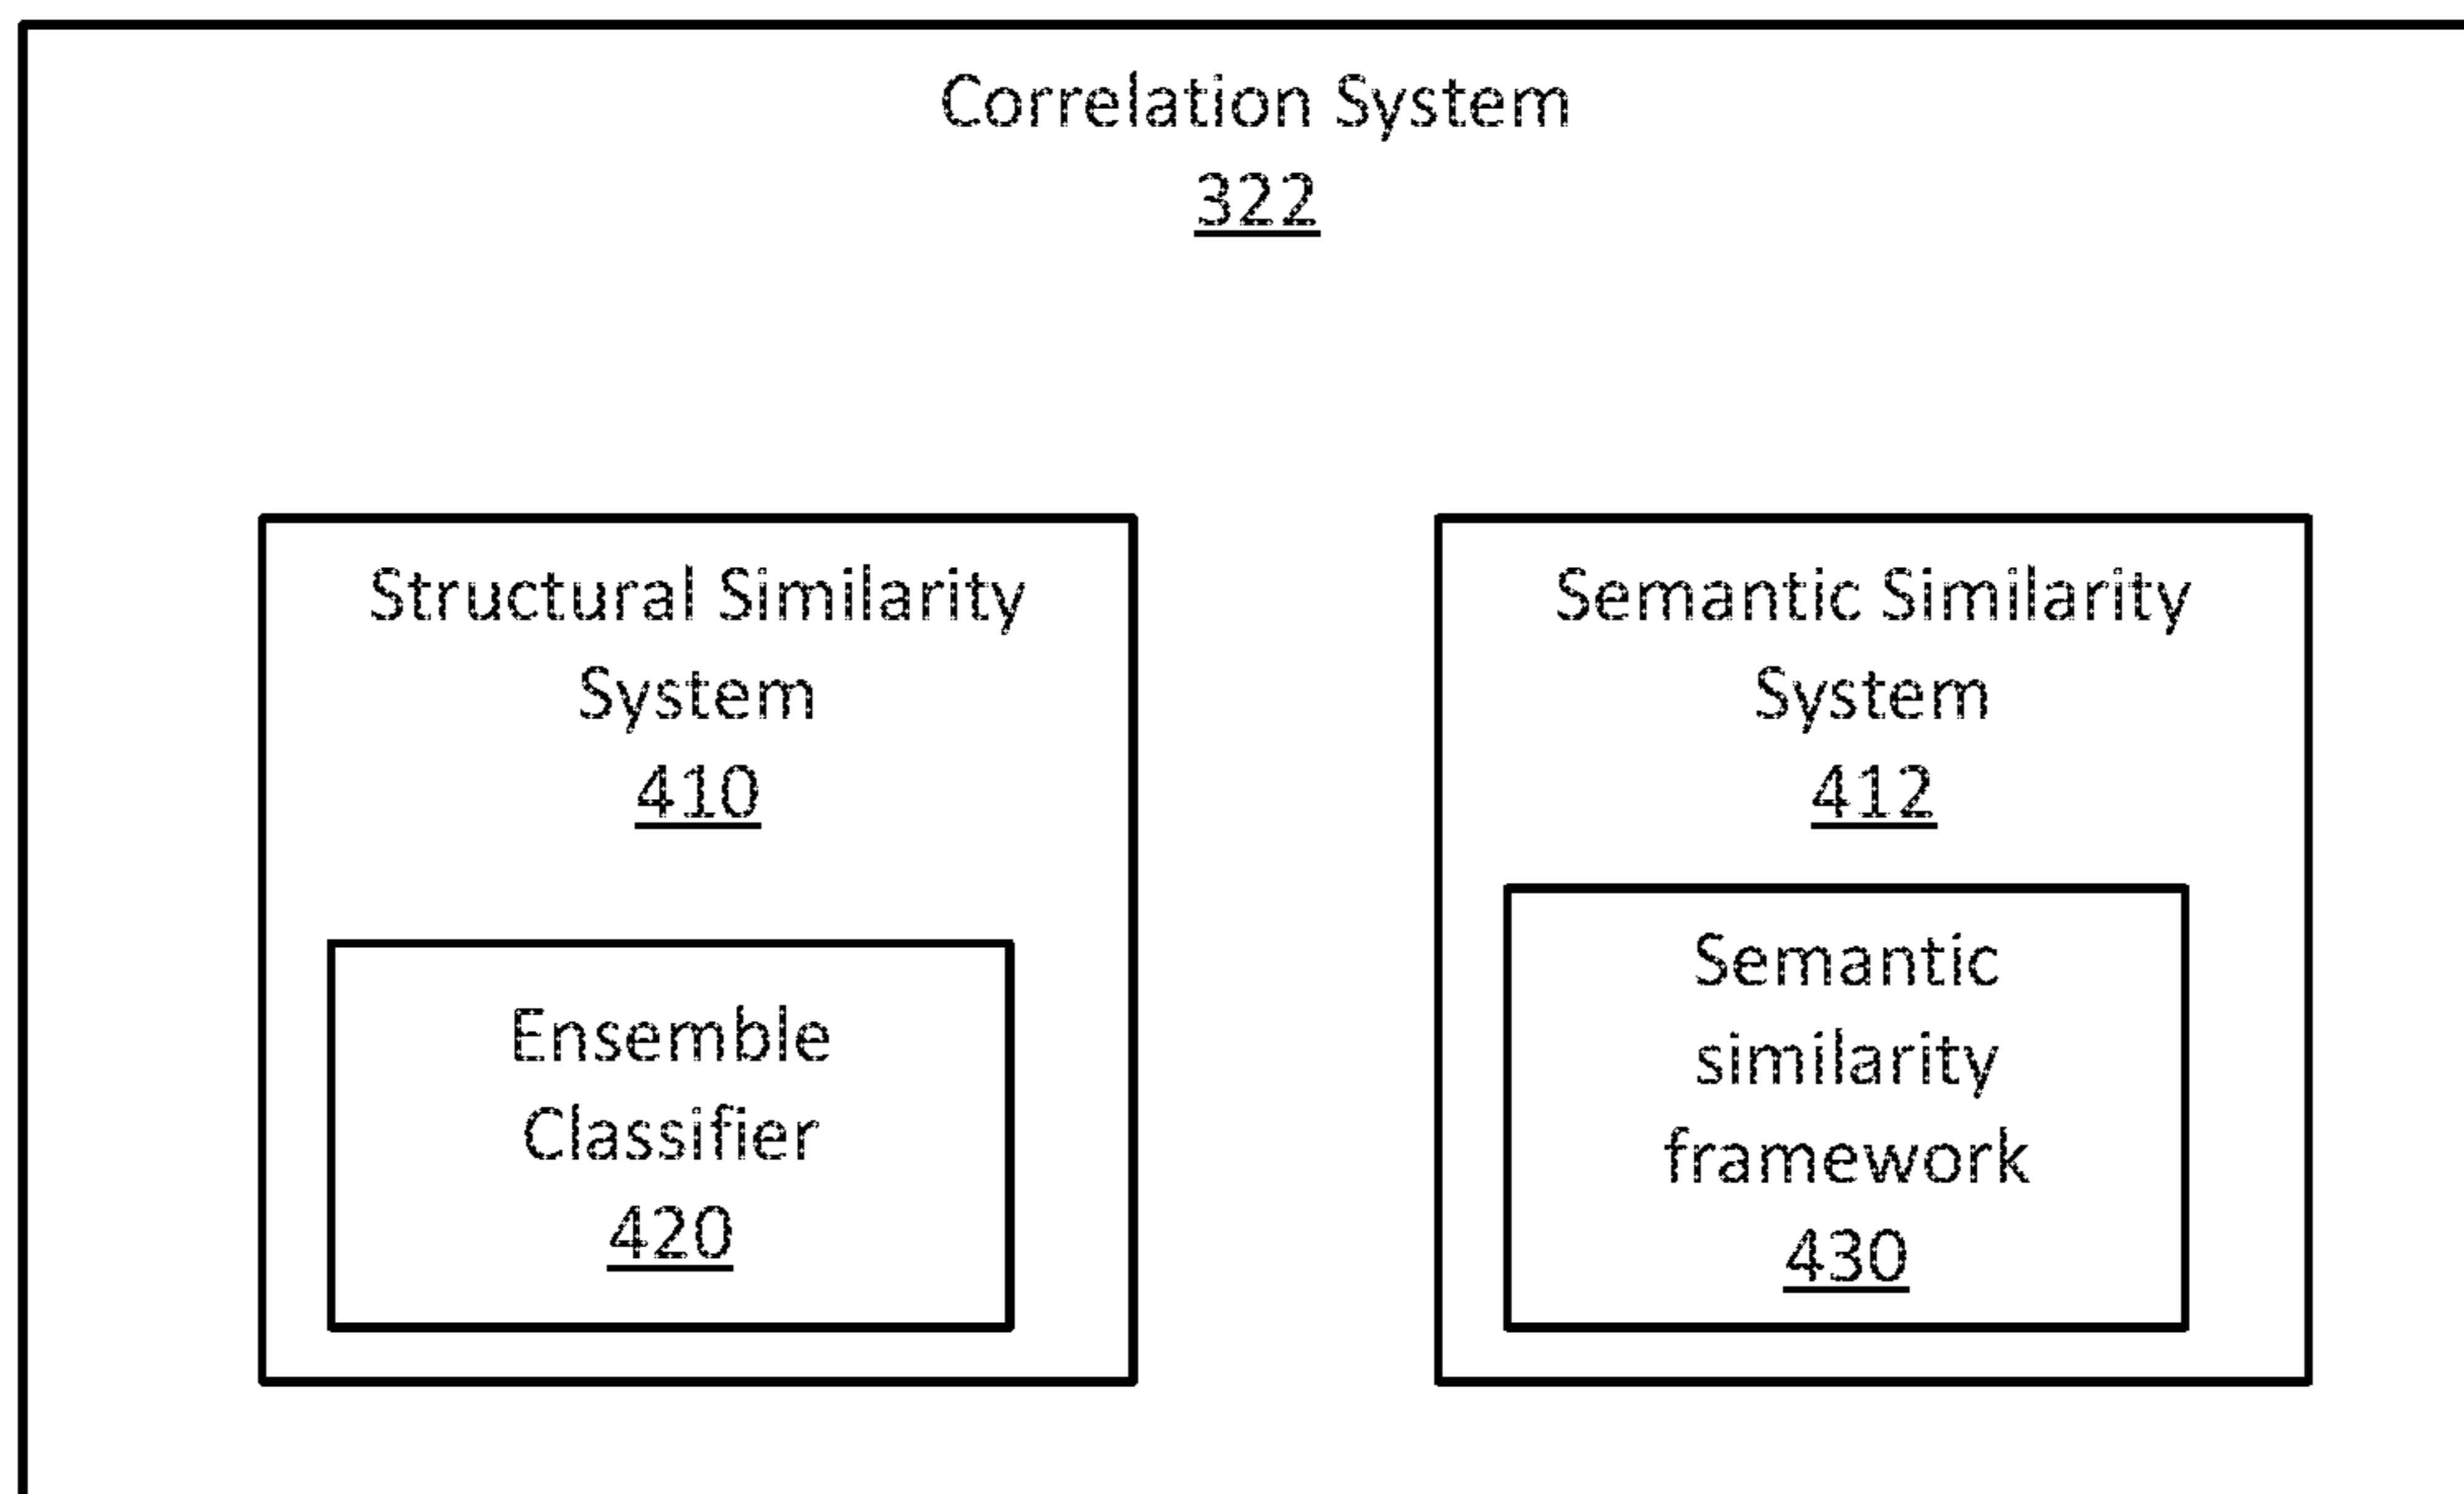 Correlation System
322
Structural Similarity
System
410
Ensemble
Classifier
420
Semantic Similarity
System
412
Semantic
similarity
framework
430